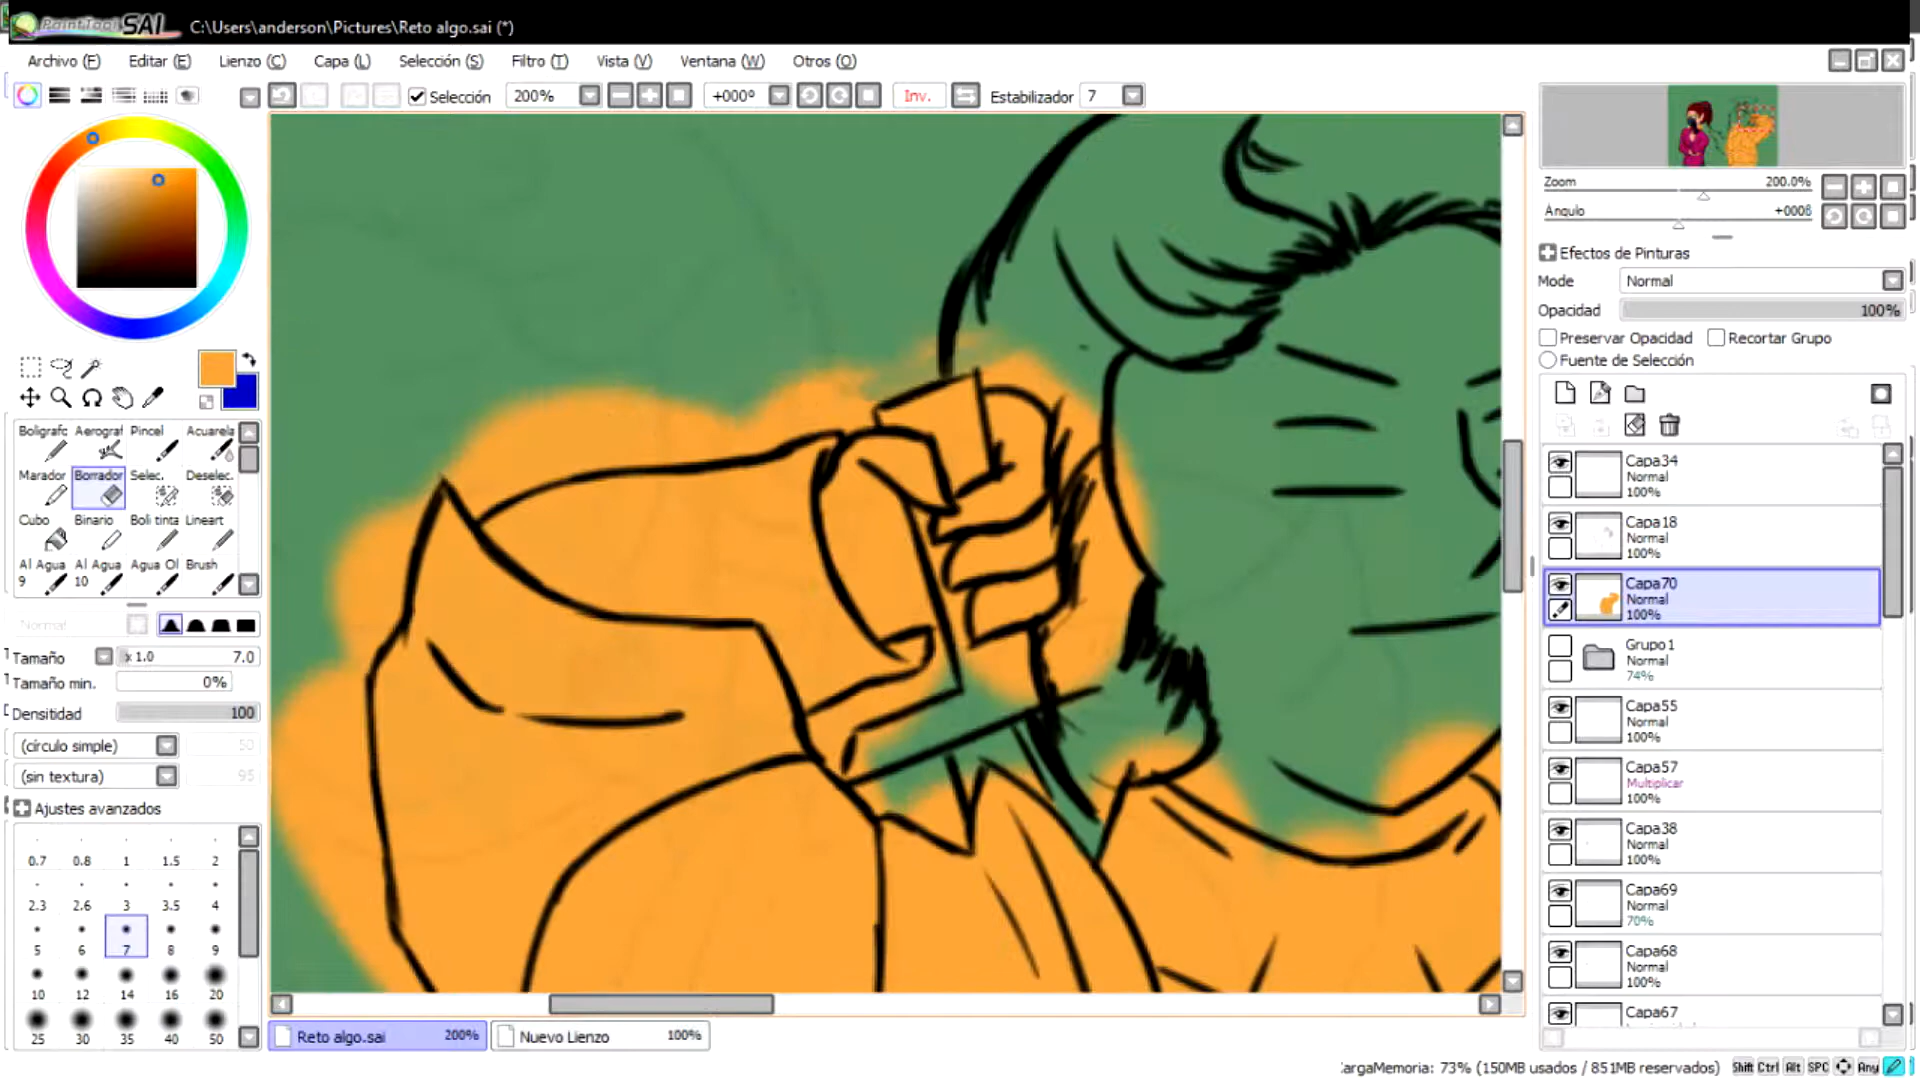 PaintTool SAI C:\Users\anderson\Pictures\Reto algo.sai (*)
Archivo (F) Editar (E) Lienzo (C) Capa (L) Selección (S) Filtro (T) Vista (V) Ventana (W) Otros (O)
Selección 200% +000º Inv. Estabilizador 7
Zoom 200.0%
Ángulo +000ß
Efectos de Pinturas
Mode Normal
Opacidad 100%
Preservar Opacidad Recortar Grupo
Fuente de Selección
Boligrafo Aerograf Pincel Acuarela
Marador Borrador Selec. Deselec.
Cubo Binario Boli tinta Lineart
Al Agua 9 Al Agua 10 Agua Ol Brush
Normal
Tamaño x 1.0 7.0
Tamaño min. 0%
Densitidad 100
(círculo simple) 50
(sin textura) 95
Ajustes avanzados
0.7 0.8 1 1.5 2
2.3 2.6 3 3.5 4
5 6 7 8 9
10 12 14 16 20
25 30 35 40 50
Capa34
Normal
100%
Capa18
Normal
100%
Capa70
Normal
100%
Grupo1
Normal
74%
Capa55
Normal
100%
Capa57
Multiplicar
100%
Capa38
Normal
100%
Capa69
Normal
70%
Capa68
Normal
100%
Capa67
Reto algo.sai 200% Nuevo Lienzo 100%
CargaMemoria: 73% (150MB usados / 851MB reservados) Shift Ctrl Alt SPC Any